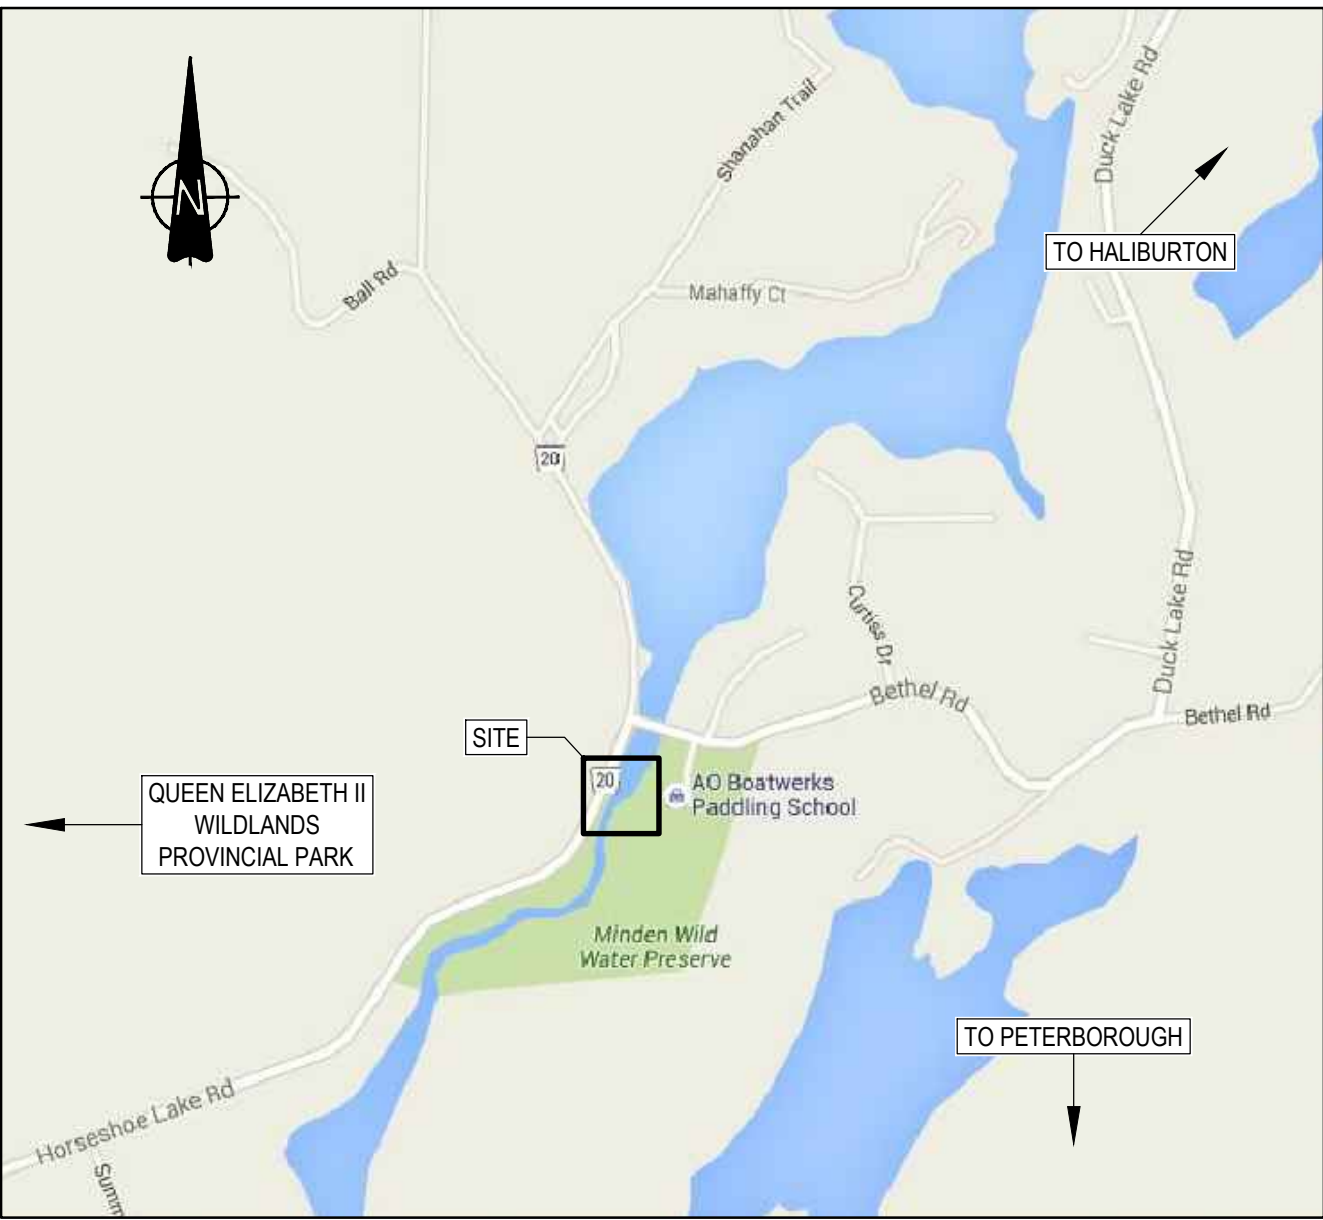 Duck Lake Rd
Shanahan Trail
N
TO HALIBURTON
Ball Rd
Mahaffy Ct
20
Curtiss Dr
Duck Lake Rd
Bethel Rd
Bethel Rd
SITE
20
AO Boatwerks
Paddling School
QUEEN ELIZABETH II
WILDLANDS
PROVINCIAL PARK
Minden Wild
Water Preserve
TO PETERBOROUGH
Horseshoe Lake Rd
Summ